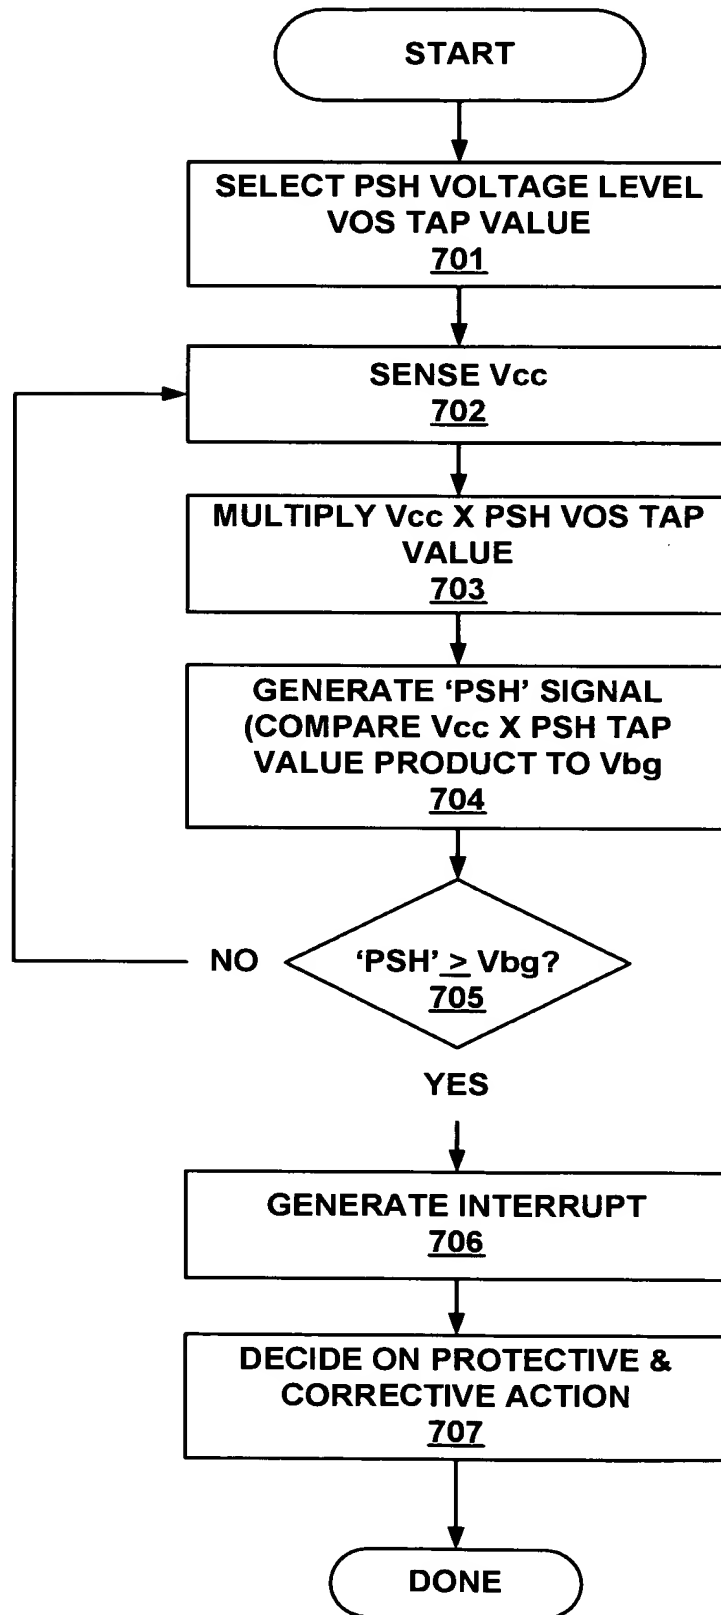 START
SELECT PSH VOLTAGE LEVEL
VOS TAP VALUE
701
SENSE Vcc
702
MULTIPLY Vcc X PSH VOS TAP
VALUE
703
GENERATE ‘PSH’ SIGNAL
(COMPARE Vcc X PSH TAP
VALUE PRODUCT TO Vbg
704
NO
‘PSH’ ≥ Vbg?
705
YES
GENERATE INTERRUPT
706
DECIDE ON PROTECTIVE &
CORRECTIVE ACTION
707
DONE